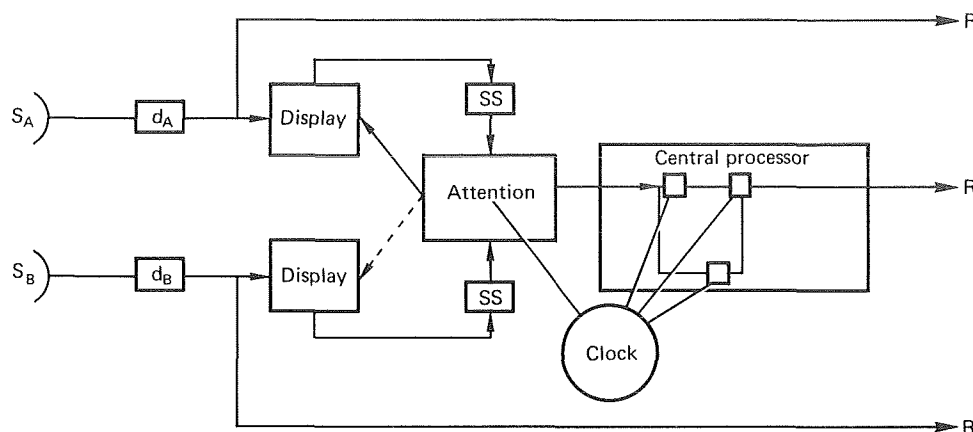 R
S_A
d_A
Display
SS
Central processor
Attention
R
S_B
d_B
Display
SS
Clock
R